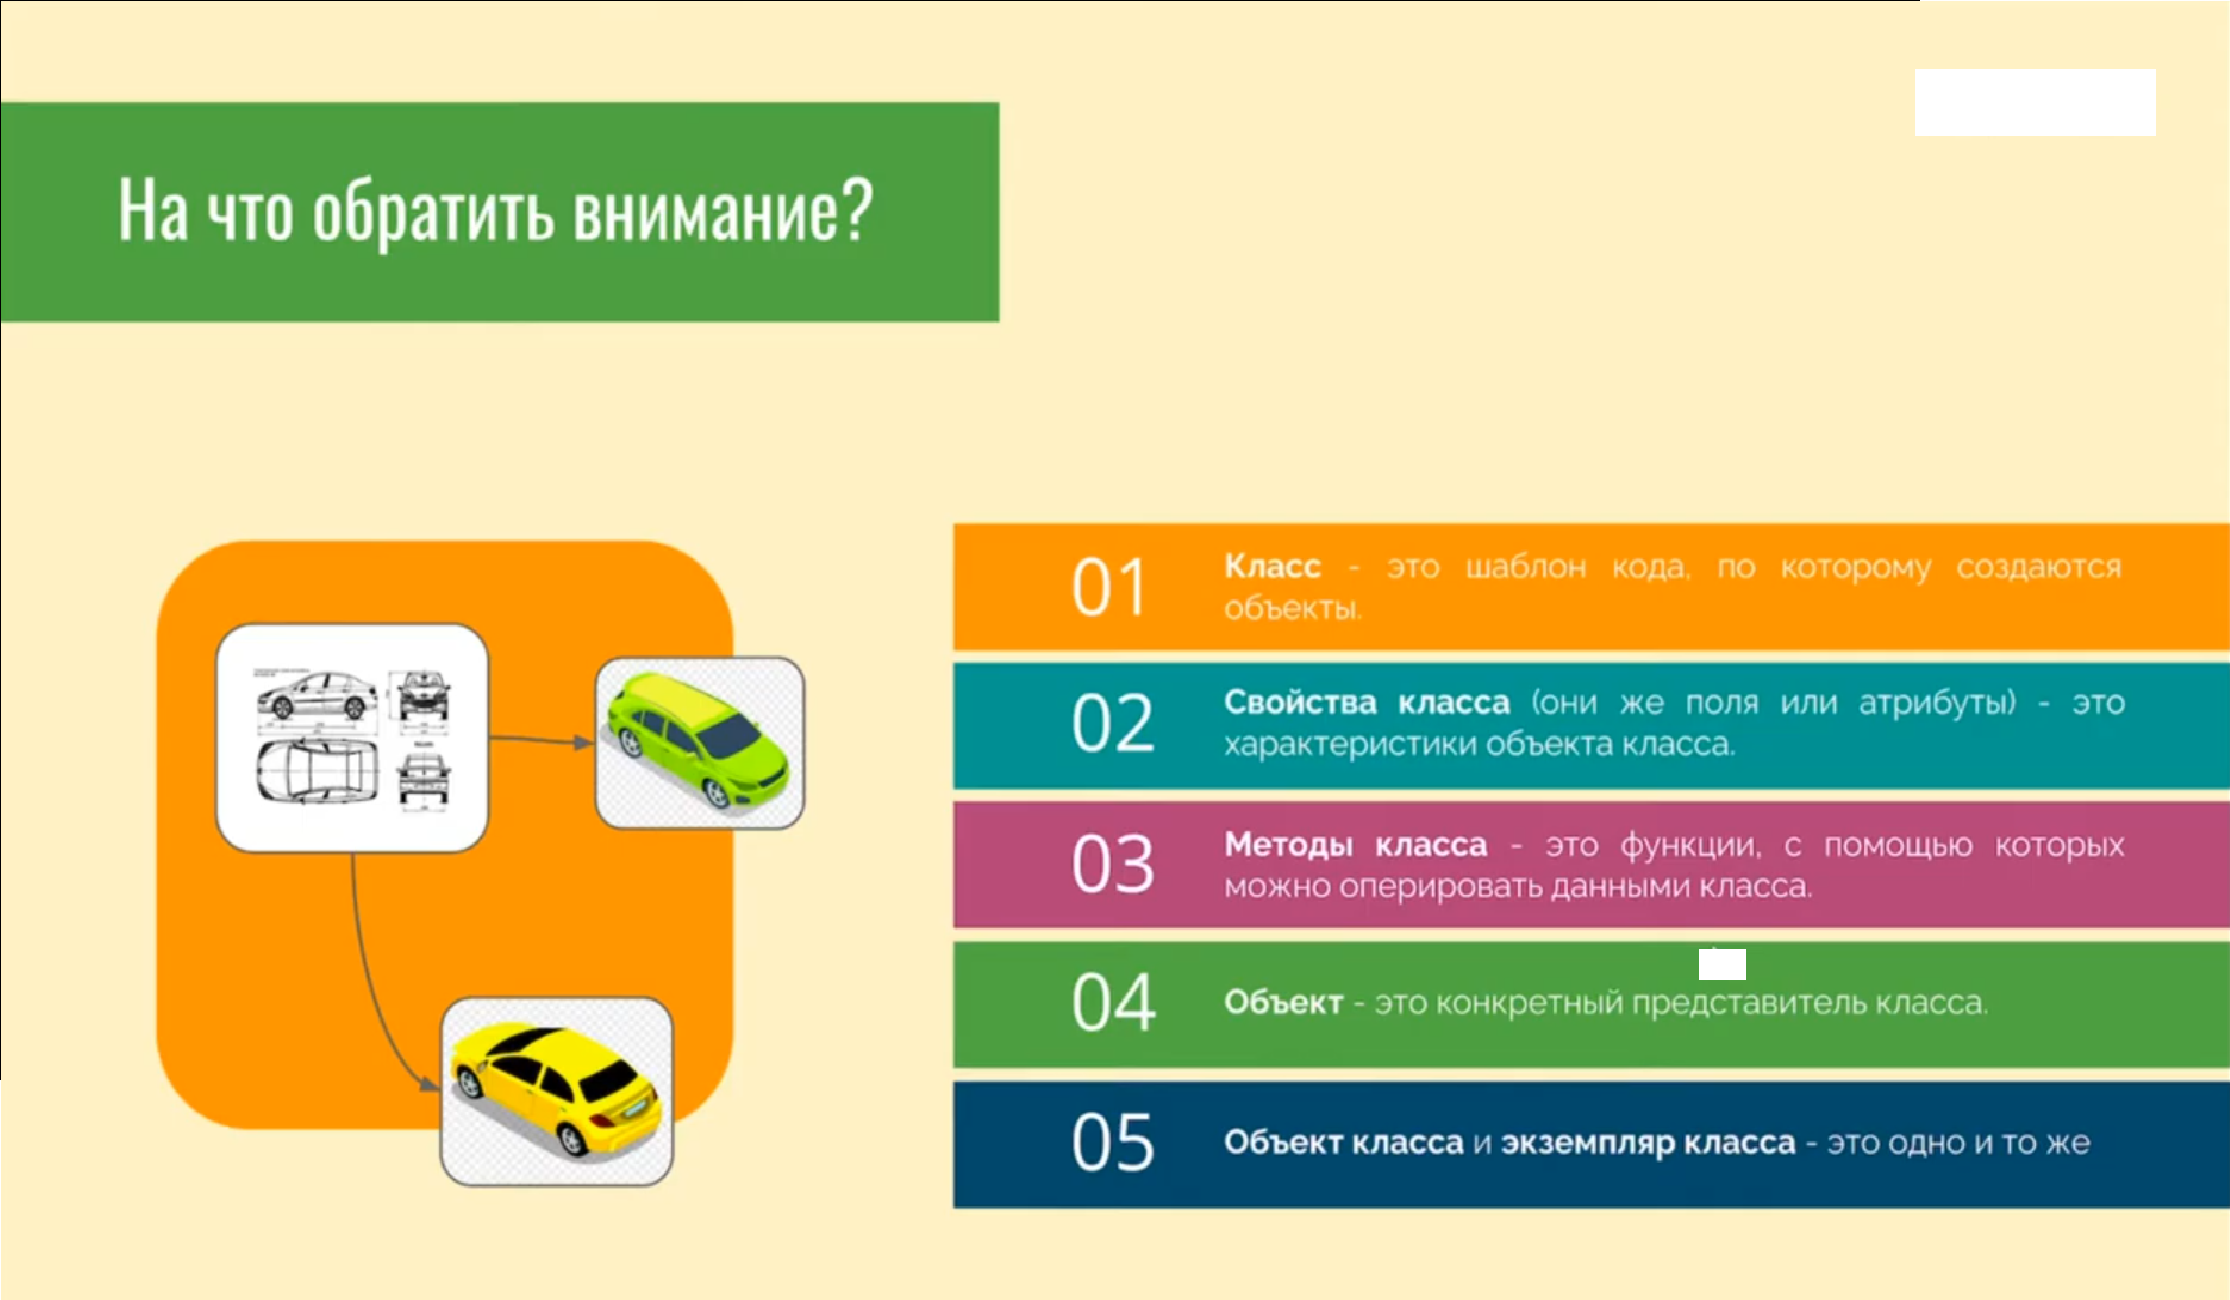 На что обратить внимание?
01
Класс - это шаблон кода, по которому создаются
объекты.
02
Свойства класса (они же поля или атрибуты) - это
характеристики объекта класса.
03
Методы класса - это функции, с помощью которых
можно оперировать данными класса.
04
Объект - это конкретный представитель класса.
05
Объект класса и экземпляр класса - это одно и то же